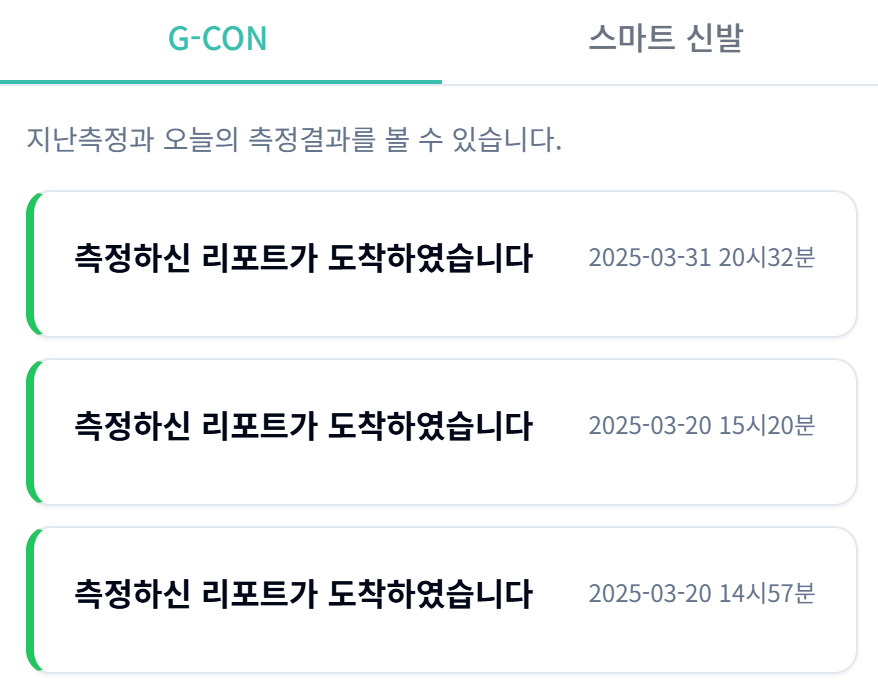 G-CON 스마트 신발
지난측정과 오늘의 측정결과를 볼 수 있습니다.
측정하신 리포트가 도착하였습니다 2025-03-31 20시32분
측정하신 리포트가 도착하였습니다 2025-03-20 15시20분
측정하신 리포트가 도착하였습니다 2025-03-20 14시57분